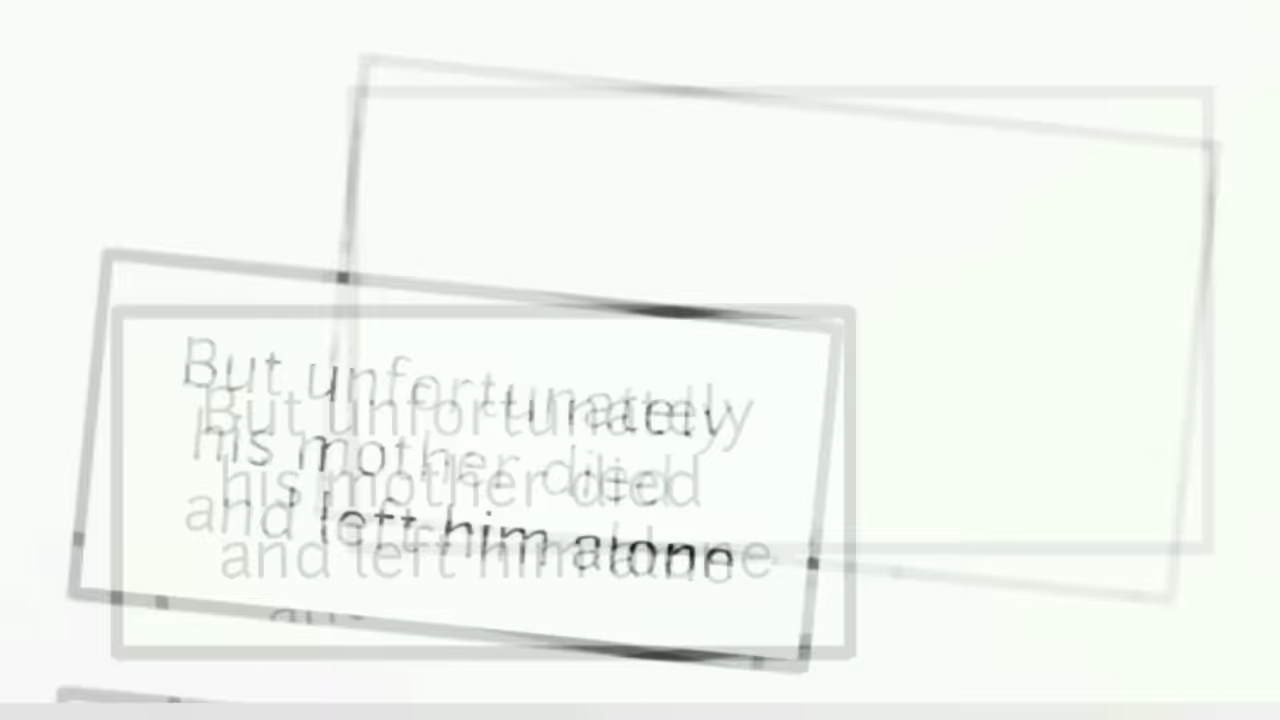 But unfortunately
his mother died
and left him alone